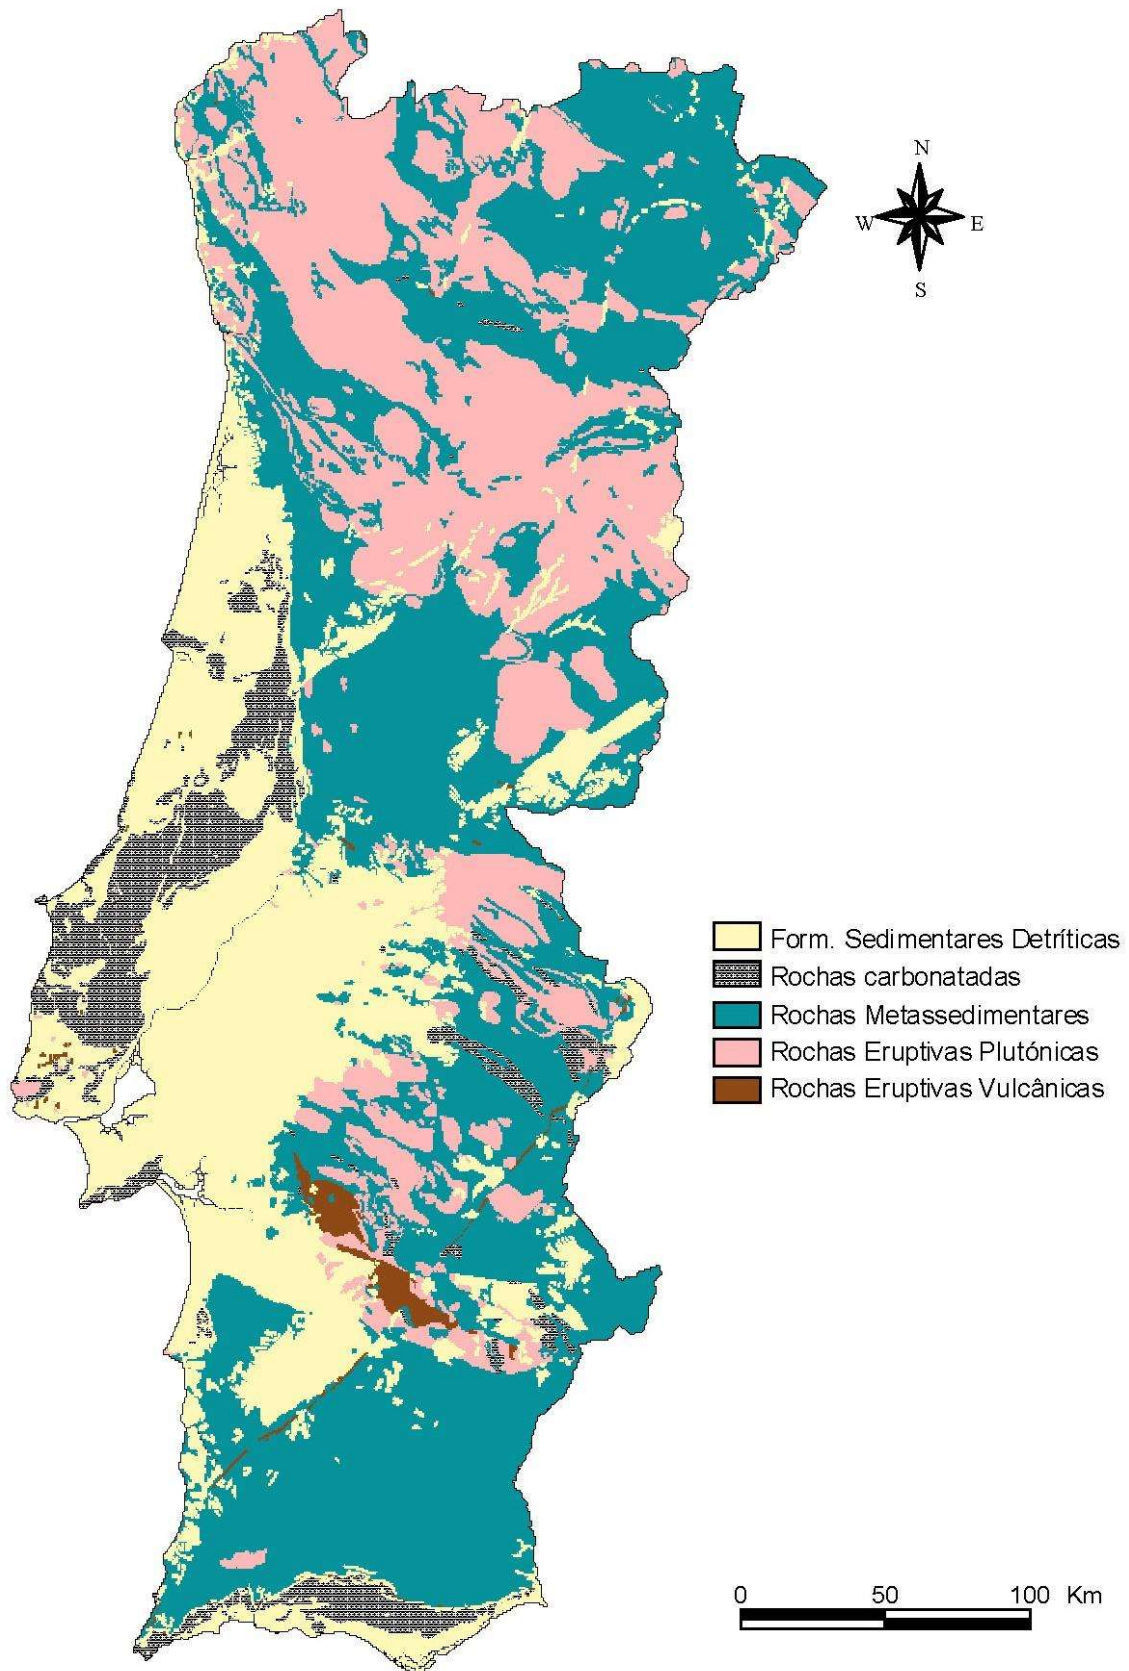 N
W E
S
Form. Sedimentares Detríticas
Rochas carbonatadas
Rochas Metassedimentares
Rochas Eruptivas Plutónicas
Rochas Eruptivas Vulcânicas
0 50 100 Km